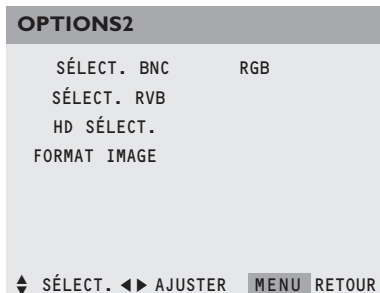 OPTIONS2
SÉLECT. BNC RGB
SÉLECT. RVB
HD SÉLECT.
FORMAT IMAGE
SÉLECT. AJUSTER MENU RETOUR